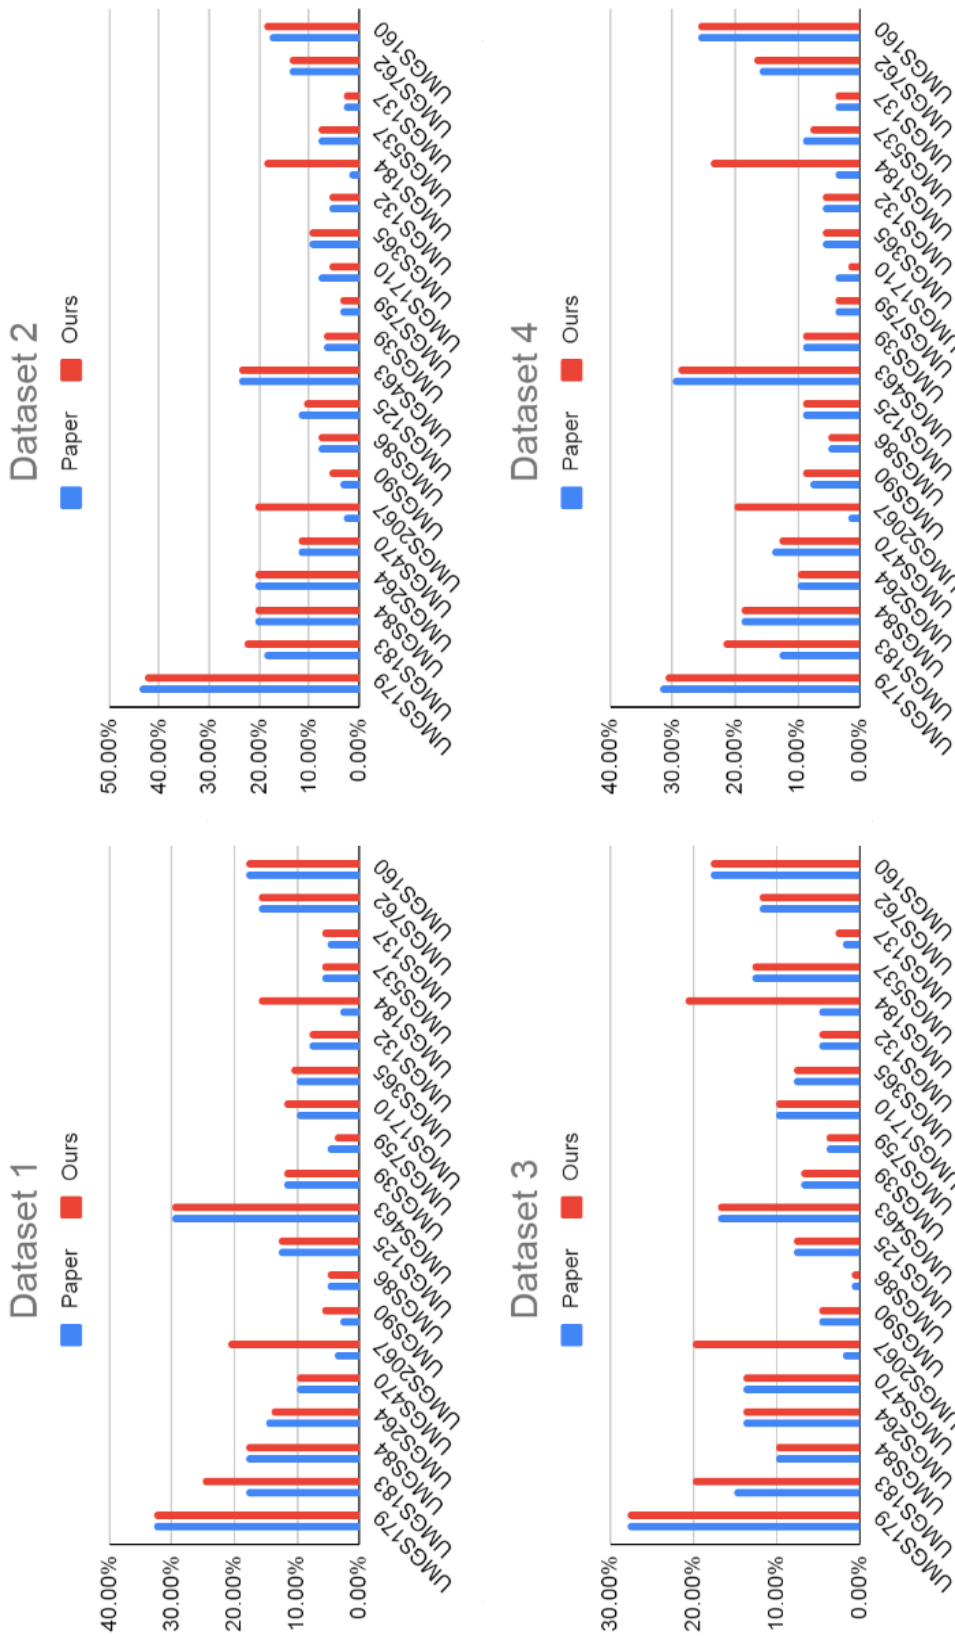 Dataset 1
Paper Ours
40.00%
30.00%
20.00%
10.00%
0.00%
UMGS179
UMGS183
UMGS84
UMGS264
UMGS470
UMGS2067
UMGS90
UMGS86
UMGS125
UMGS463
UMGS39
UMGS759
UMGS1710
UMGS365
UMGS132
UMGS184
UMGS537
UMGS137
UMGS762
UMGS160
Dataset 2
Paper Ours
50.00%
40.00%
30.00%
20.00%
10.00%
0.00%
UMGS179
UMGS183
UMGS84
UMGS264
UMGS470
UMGS2067
UMGS90
UMGS86
UMGS125
UMGS463
UMGS39
UMGS759
UMGS1710
UMGS365
UMGS132
UMGS184
UMGS537
UMGS137
UMGS762
UMGS160
Dataset 3
Paper Ours
30.00%
20.00%
10.00%
0.00%
UMGS179
UMGS183
UMGS84
UMGS264
UMGS470
UMGS2067
UMGS90
UMGS86
UMGS125
UMGS463
UMGS39
UMGS759
UMGS1710
UMGS365
UMGS132
UMGS184
UMGS537
UMGS137
UMGS762
UMGS160
Dataset 4
Paper Ours
40.00%
30.00%
20.00%
10.00%
0.00%
UMGS179
UMGS183
UMGS84
UMGS264
UMGS470
UMGS2067
UMGS90
UMGS86
UMGS125
UMGS463
UMGS39
UMGS759
UMGS1710
UMGS365
UMGS132
UMGS184
UMGS537
UMGS137
UMGS762
UMGS160